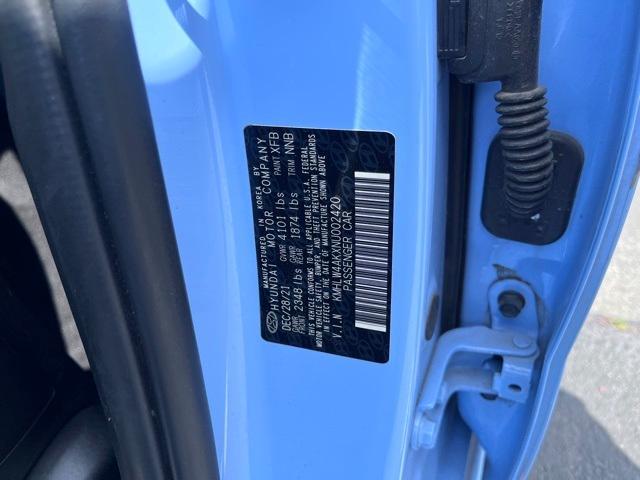 MANUFACTURED IN KOREA BY
HYUNDAI MOTOR COMPANY
DEC/28/21 GVWR 4101 lbs PAINT XFB
GAWR FRONT 2348 lbs GAWR REAR 1874 lbs TRIM NNB
THIS VEHICLE CONFORMS TO ALL APPLICABLE U.S.A. FEDERAL
MOTOR VEHICLE SAFETY, BUMPER, AND THEFT PREVENTION STANDARDS
IN EFFECT ON THE DATE OF MANUFACTURE SHOWN ABOVE
V.I.N
PASSENGER CAR